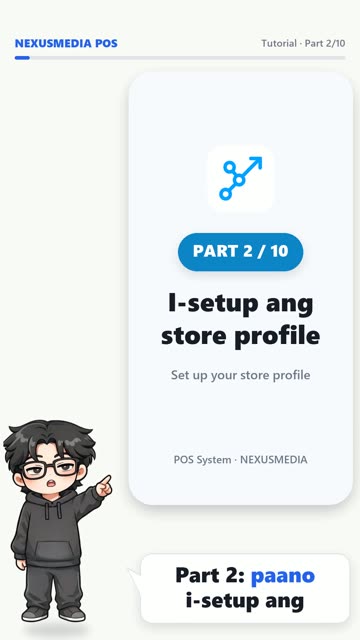 NEXUSMEDIA POS
Tutorial · Part 2/10
PART 2 / 10
I-setup ang
store profile
Set up your store profile
POS System · NEXUSMEDIA
Part 2: paano
i-setup ang